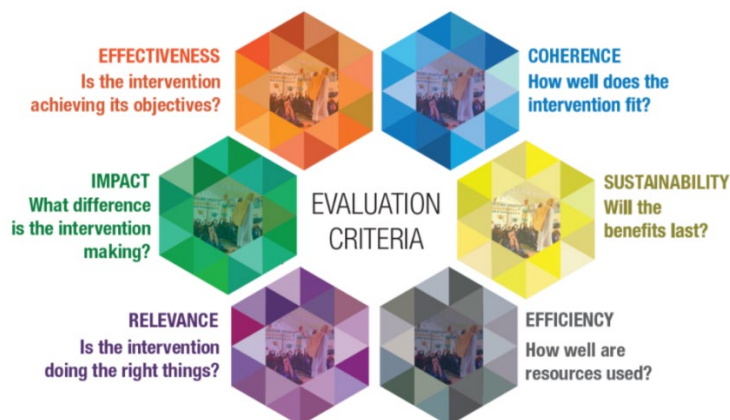 EFFECTIVENESS
Is the intervention
achieving its objectives?
COHERENCE
How well does the
intervention fit?
IMPACT
What difference
is the intervention
making?
EVALUATION
CRITERIA
SUSTAINABILITY
Will the
benefits last?
RELEVANCE
Is the intervention
doing the right things?
EFFICIENCY
How well are
resources used?